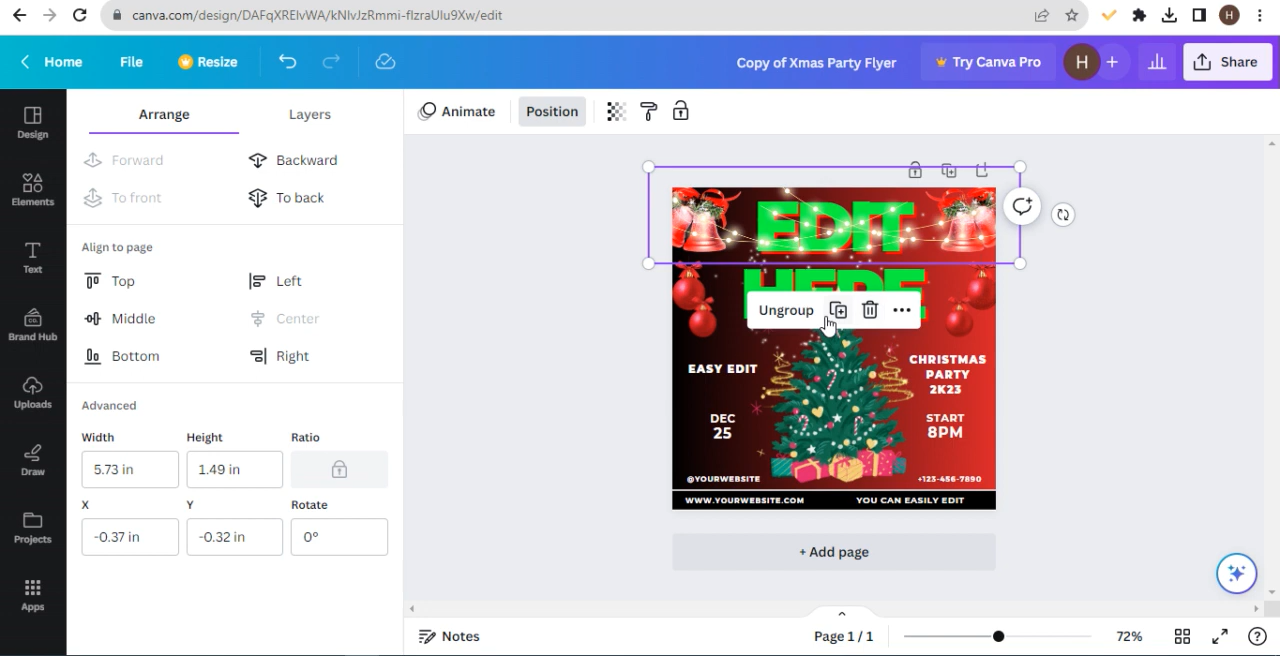 canva.com/design/DAFqXRElvWA/kNlvJzRmmi-flzraUlu9Xw/edit
H
Home
File
Resize
Copy of Xmas Party Flyer
Try Canva Pro
H
Share
Design
Elements
Text
Brand Hub
Uploads
Draw
Projects
Apps
Arrange
Layers
Forward
Backward
To front
To back
Align to page
Top
Left
Middle
Center
Bottom
Right
Advanced
Width
Height
Ratio
5.73 in
1.49 in
X
Y
Rotate
-0.37 in
-0.32 in
0°
Animate
Position
EDIT
HERE
Ungroup
EASY EDIT
CHRISTMAS
PARTY
2K23
DEC
25
START
8PM
@YOURWEBSITE
+123-456-7890
WWW.YOURWEBSITE.COM
YOU CAN EASILY EDIT
+ Add page
Notes
Page 1 / 1
72%